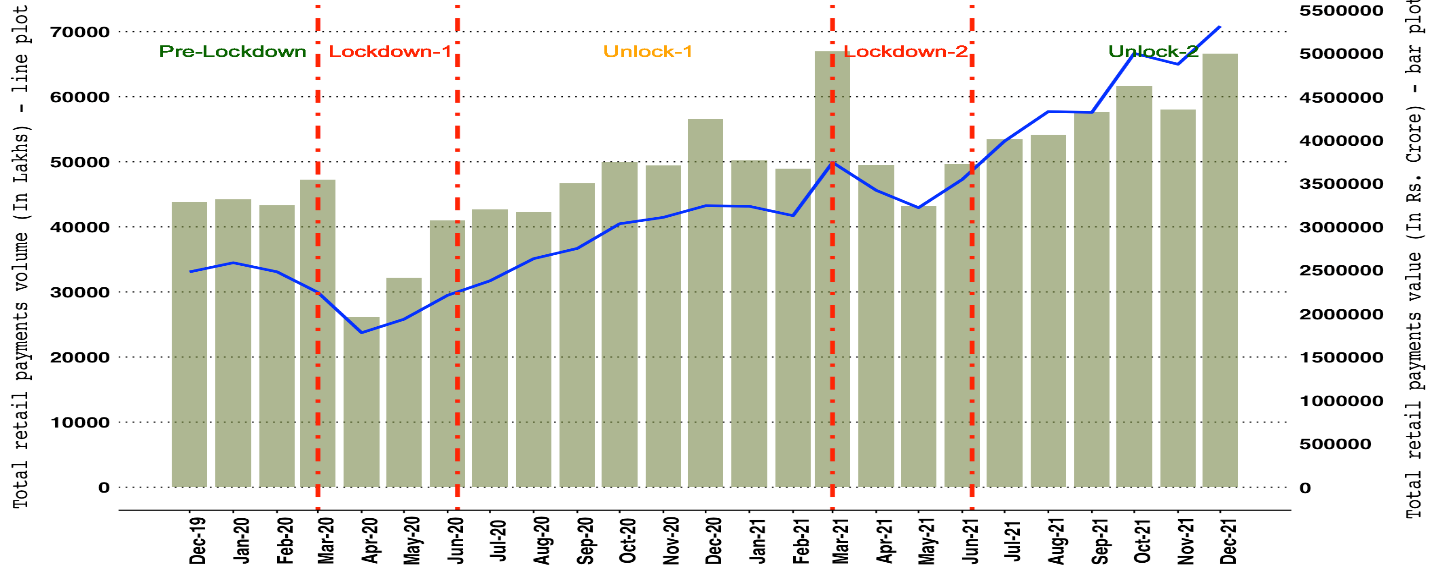 Total retail payments volume (In Lakhs) - line plot
70000
60000
50000
40000
30000
20000
10000
0
Pre-Lockdown
Lockdown-1
Unlock-1
Lockdown-2
Unlock-2
5500000
5000000
4500000
4000000
3500000
3000000
2500000
2000000
1500000
1000000
500000
0
Total retail payments value (In Rs. Crore) - bar plot
Dec-19
Jan-20
Feb-20
Mar-20
Apr-20
May-20
Jun-20
Jul-20
Aug-20
Sep-20
Oct-20
Nov-20
Dec-20
Jan-21
Feb-21
Mar-21
Apr-21
May-21
Jun-21
Jul-21
Aug-21
Sep-21
Oct-21
Nov-21
Dec-21